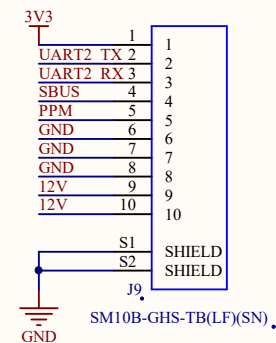 3V3
1 1
UART2 TX 2 2
UART2 RX 3 3
SBUS 4 4
PPM 5 5
GND 6 6
GND 7 7
GND 8 8
12V 9 9
12V 10 10
S1 SHIELD
S2 SHIELD
J9
SM10B-GHS-TB(LF)(SN)
GND